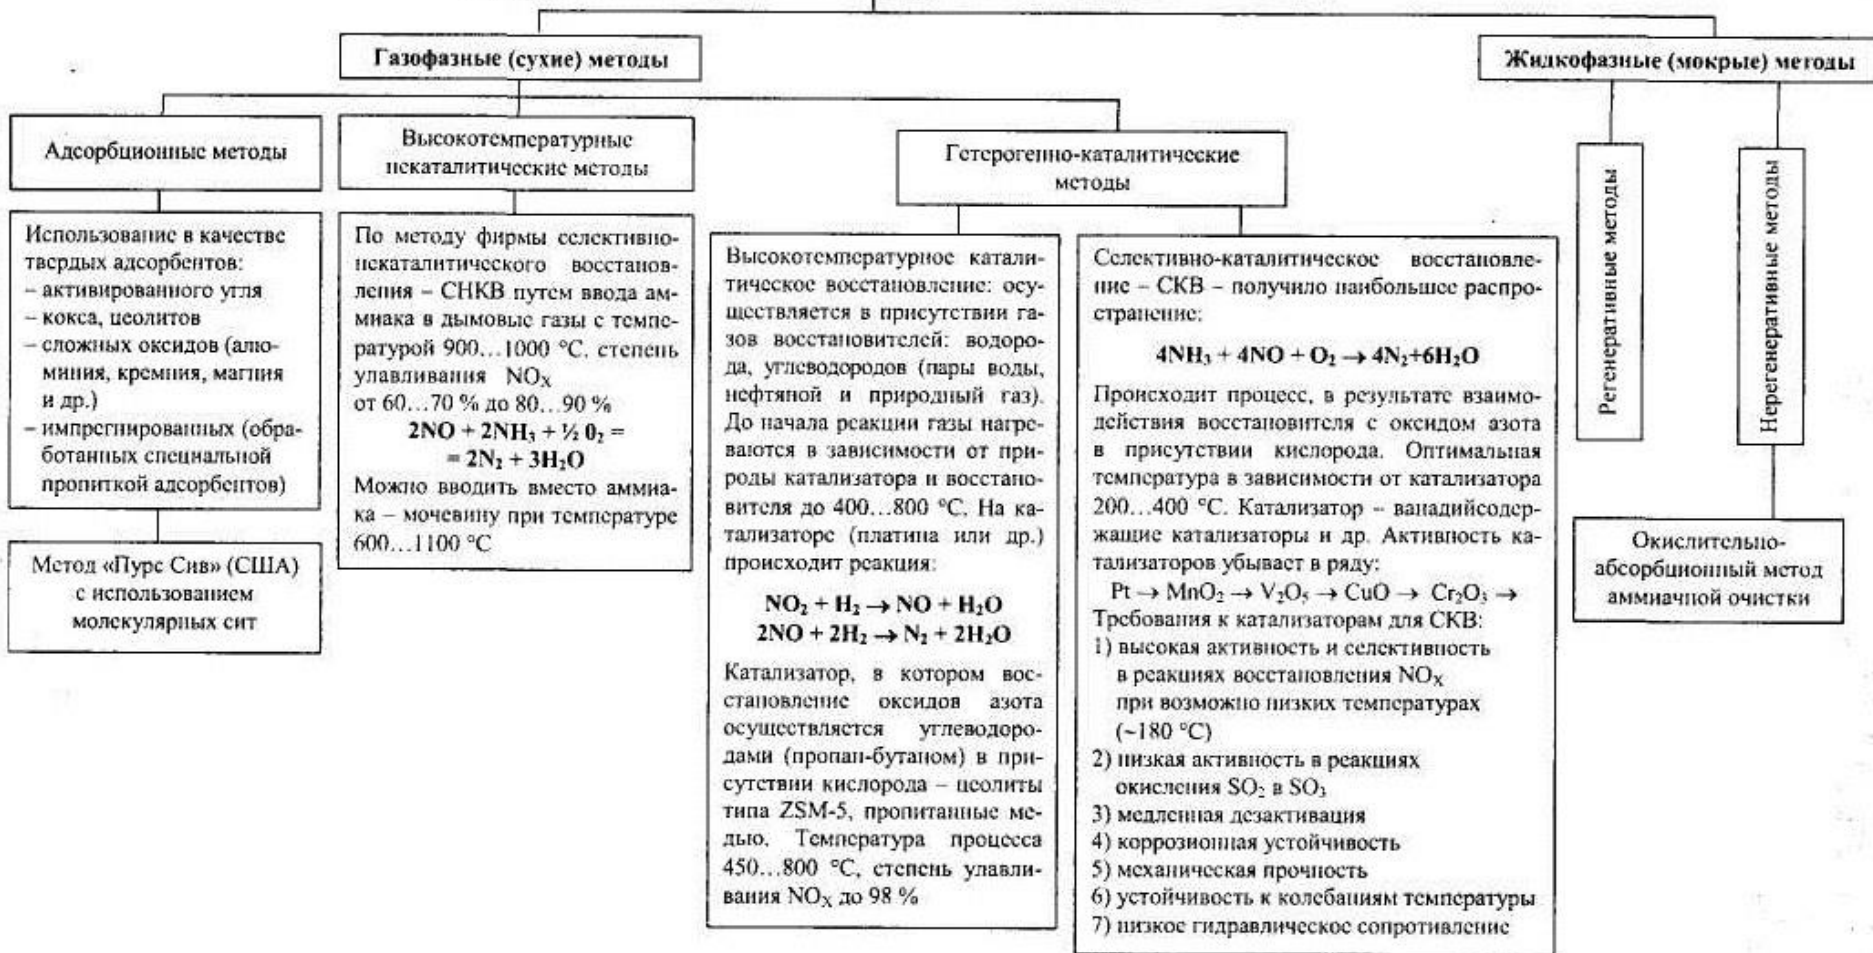 Газофазные (сухие) методы
Жидкофазные (мокрые) методы
Адсорбционные методы
Высокотемпературные
некаталитические методы
Гетерогенно-каталитические
методы
Регенеративные методы
Нерегенеративные методы
Использование в качестве
твердых адсорбентов:
– активированного угля
– кокса, цеолитов
– сложных оксидов (алю-
миния, кремния, магния
и др.)
– импрегнированных (обра-
ботанных специальной
пропиткой адсорбентов)
Метод «Пурс Сив» (США)
с использованием
молекулярных сит
По методу фирмы селективно-
некаталитического восстанов-
ления – СНКВ путем ввода ам-
миака в дымовые газы с темпе-
ратурой 900...1000 °С, степень
улавливания NOX
от 60...70 % до 80...90 %
2NO + 2NH₃ + ½ 0₂ =
= 2N₂ + 3H₂O
Можно вводить вместо аммиа-
ка – мочевину при температуре
600...1100 °С
Высокотемпературное катали-
тическое восстановление: осу-
ществляется в присутствии га-
зов восстановителей: водоро-
да, углеводородов (пары воды,
нефтяной и природный газ).
До начала реакции газы нагре-
ваются в зависимости от при-
роды катализатора и восстано-
вителя до 400...800 °С. На ка-
тализаторе (платина или др.)
происходит реакция:
NO₂ + H₂ → NO + H₂O
2NO + 2H₂ → N₂ + 2H₂O
Катализатор, в котором вос-
становление оксидов азота
осуществляется углеводоро-
дами (пропан-бутаном) в при-
сутствии кислорода – цеолиты
типа ZSM-5, пропитанные ме-
дью. Температура процесса
450...800 °С, степень улавли-
вания NOX до 98 %
Селективно-каталитическое восстановле-
ние – СКВ – получило наибольшее распро-
странение:
4NH₃ + 4NO + O₂ → 4N₂+6H₂O
Происходит процесс, в результате взаимо-
действия восстановителя с оксидом азота
в присутствии кислорода. Оптимальная
температура в зависимости от катализатора
200...400 °С. Катализатор – ванадийсодер-
жащие катализаторы и др. Активность ка-
тализаторов убывает в ряду:
Pt → MnO₂ → V₂O₅ → CuO → Cr₂O₃ →
Требования к катализаторам для СКВ:
1) высокая активность и селективность
в реакциях восстановления NOX
при возможно низких температурах
(~180 °С)
2) низкая активность в реакциях
окисления SO₂ в SO₃
3) медленная дезактивация
4) коррозионная устойчивость
5) механическая прочность
6) устойчивость к колебаниям температуры
7) низкое гидравлическое сопротивление
Окислительно-
абсорбционный метод
аммиачной очистки